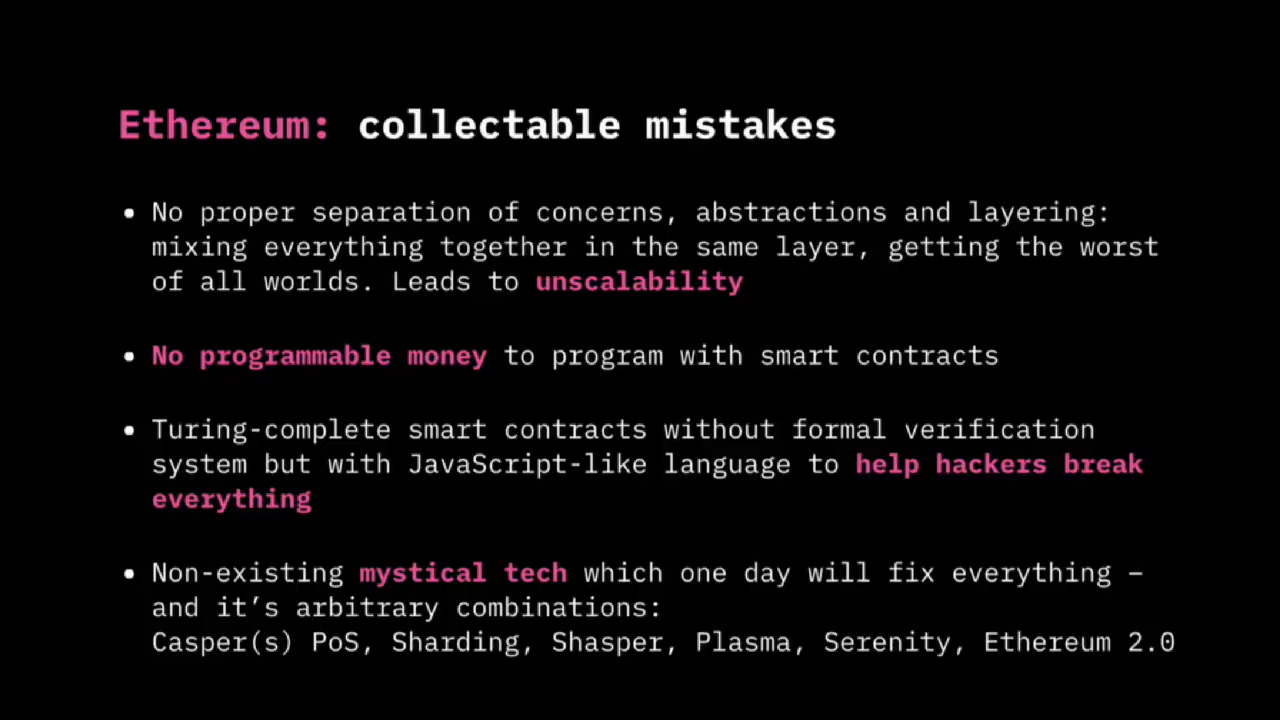 Ethereum: collectable mistakes
• No proper separation of concerns, abstractions and layering:
mixing everything together in the same layer, getting the worst
of all worlds. Leads to unscalability
• No programmable money to program with smart contracts
• Turing-complete smart contracts without formal verification
system but with JavaScript-like language to help hackers break
everything
• Non-existing mystical tech which one day will fix everything –
and it’s arbitrary combinations:
Casper(s) PoS, Sharding, Shasper, Plasma, Serenity, Ethereum 2.0